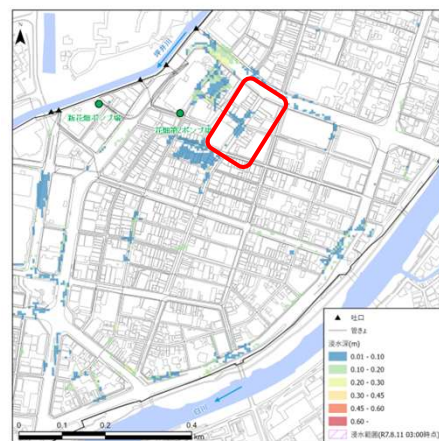 新花畑ポンプ場
花畑第2ポンプ場
吐口
管きょ
浸水深(m)
0.01 - 0.10
0.10 - 0.20
0.20 - 0.30
0.30 - 0.45
0.45 - 0.60
0.60 -
浸水範囲(R7.8.11 03:00時点)
0 0.1 0.2 0.4
km